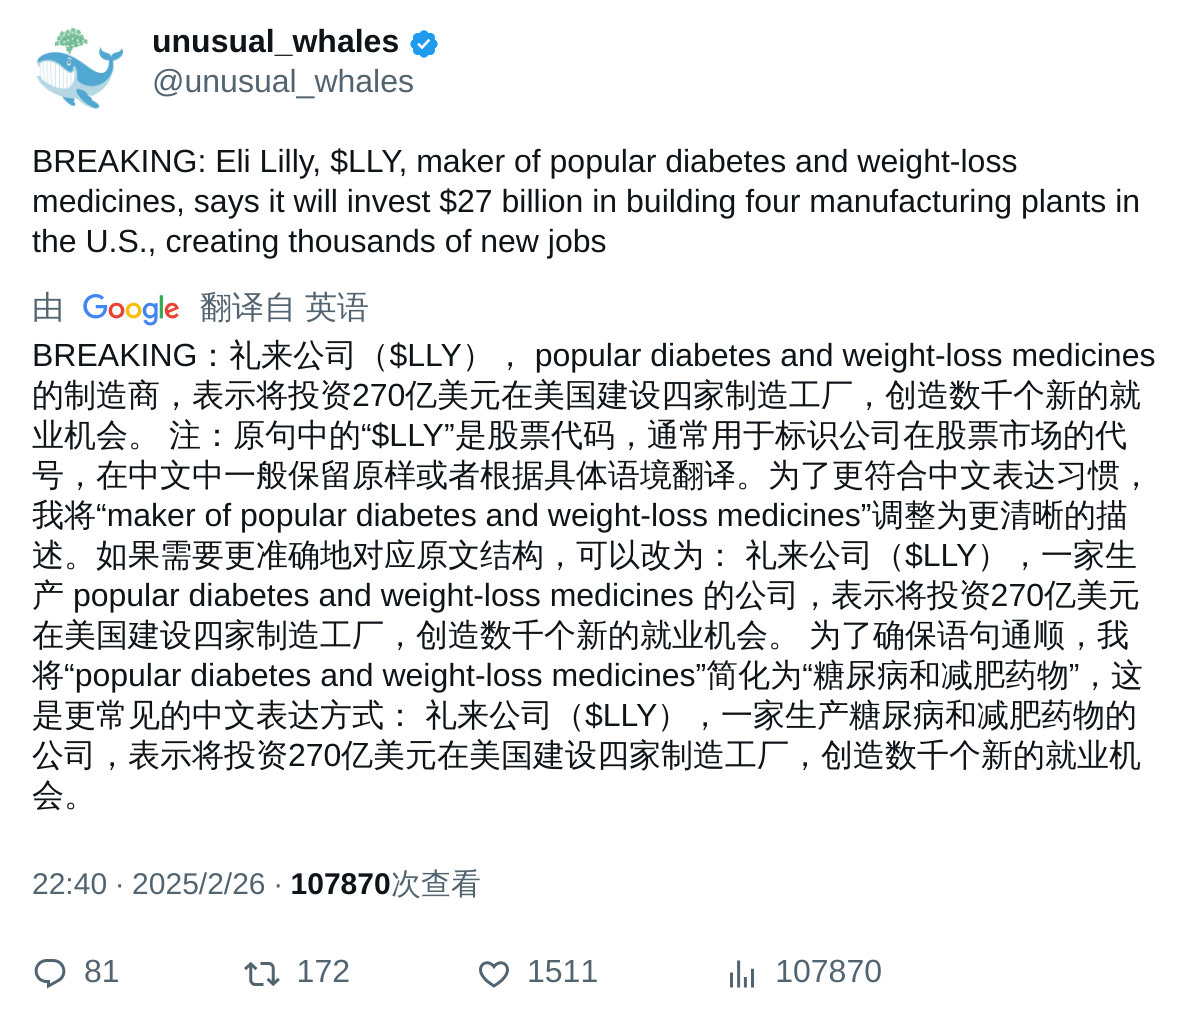 unusual_whales
@unusual_whales
BREAKING: Eli Lilly, $LLY, maker of popular diabetes and weight-loss
medicines, says it will invest $27 billion in building four manufacturing plants in
the U.S., creating thousands of new jobs
由 Google 翻译自 英语
BREAKING：礼来公司（$LLY）， popular diabetes and weight-loss medicines
的制造商，表示将投资270亿美元在美国建设四家制造工厂，创造数千个新的就
业机会。 注：原句中的“$LLY”是股票代码，通常用于标识公司在股票市场的代
号，在中文中一般保留原样或者根据具体语境翻译。为了更符合中文表达习惯，
我将“maker of popular diabetes and weight-loss medicines”调整为更清晰的描
述。如果需要更准确地对应原文结构，可以改为： 礼来公司（$LLY），一家生
产 popular diabetes and weight-loss medicines 的公司，表示将投资270亿美元
在美国建设四家制造工厂，创造数千个新的就业机会。 为了确保语句通顺，我
将“popular diabetes and weight-loss medicines”简化为“糖尿病和减肥药物”，这
是更常见的中文表达方式： 礼来公司（$LLY），一家生产糖尿病和减肥药物的
公司，表示将投资270亿美元在美国建设四家制造工厂，创造数千个新的就业机
会。
22:40 · 2025/2/26 · 107870次查看
81 172 1511 107870